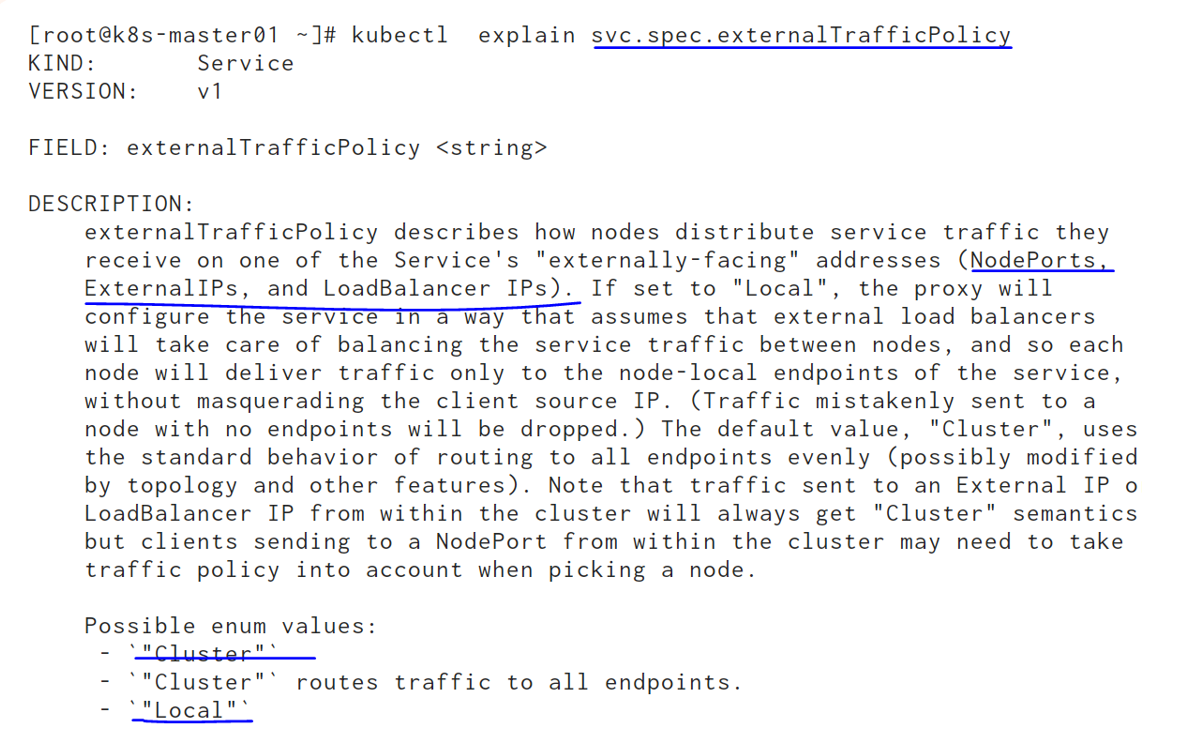 [root@k8s-master01 ~]# kubectl  explain svc.spec.externalTrafficPolicy
KIND:       Service
VERSION:    v1
FIELD: externalTrafficPolicy <string>
DESCRIPTION:
    externalTrafficPolicy describes how nodes distribute service traffic they
    receive on one of the Service's "externally-facing" addresses (NodePorts,
    ExternalIPs, and LoadBalancer IPs). If set to "Local", the proxy will
    configure the service in a way that assumes that external load balancers
    will take care of balancing the service traffic between nodes, and so each
    node will deliver traffic only to the node-local endpoints of the service,
    without masquerading the client source IP. (Traffic mistakenly sent to a
    node with no endpoints will be dropped.) The default value, "Cluster", uses
    the standard behavior of routing to all endpoints evenly (possibly modified
    by topology and other features). Note that traffic sent to an External IP o
    LoadBalancer IP from within the cluster will always get "Cluster" semantics
    but clients sending to a NodePort from within the cluster may need to take
    traffic policy into account when picking a node.
    Possible enum values:
     - `"Cluster"`
     - `"Cluster"` routes traffic to all endpoints.
     - `"Local"`